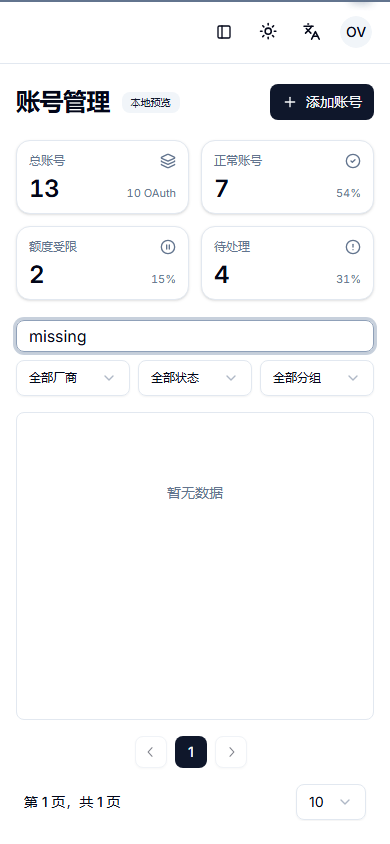 OV
账号管理 本地预览 添加账号
总账号 正常账号
13 10 OAuth 7 54%
额度受限 待处理
2 15% 4 31%
missing
全部厂商 全部状态 全部分组
暂无数据
1
第 1 页，共 1 页 10